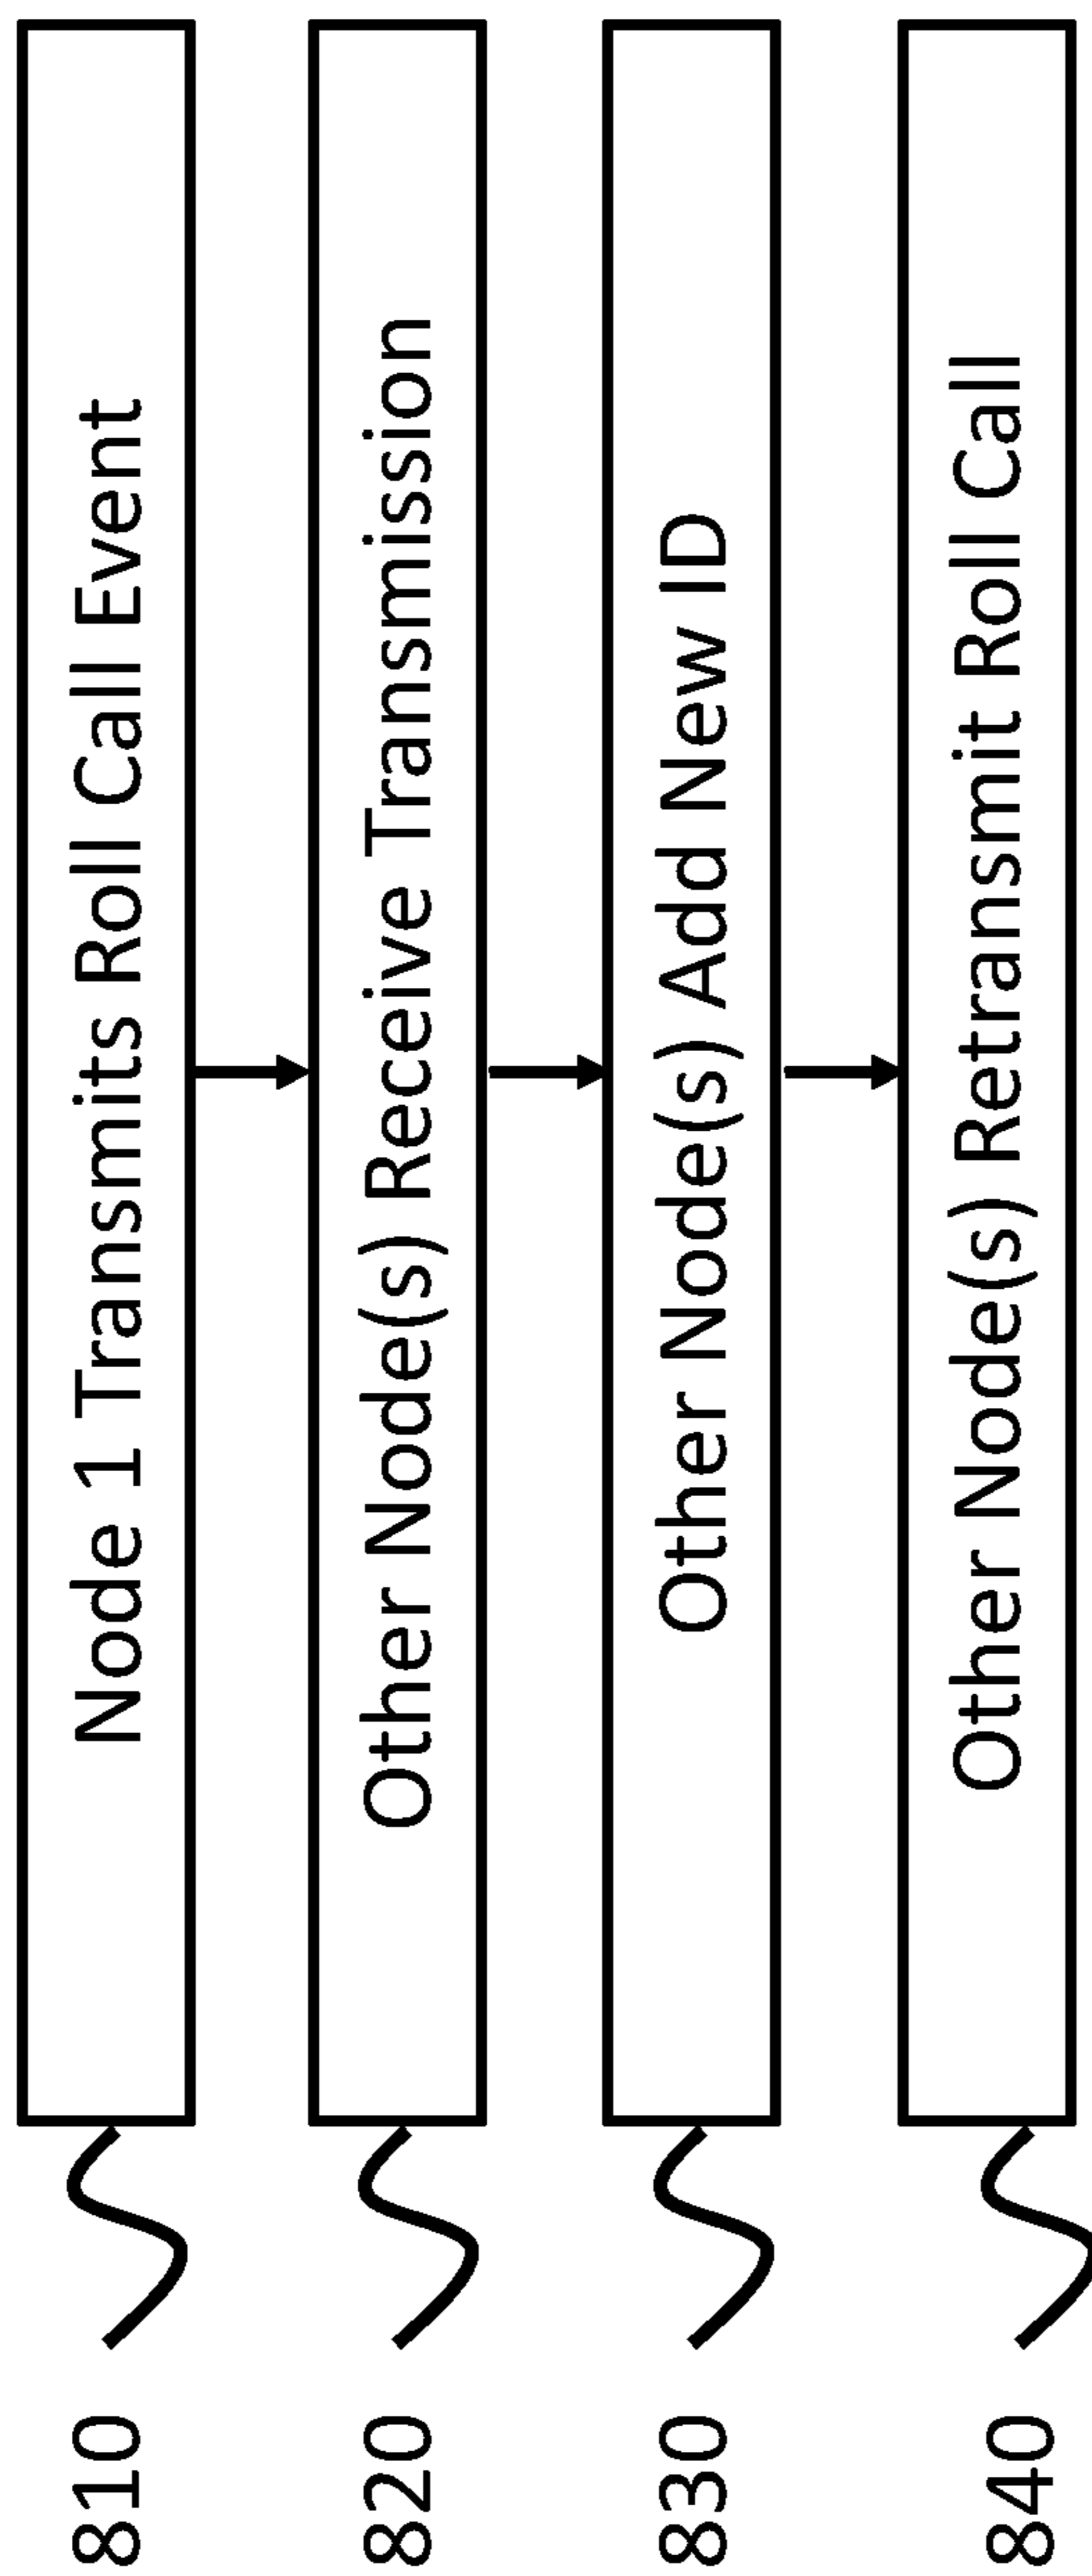 810 Node 1 Transmits Roll Call Event
820 Other Node(s) Receive Transmission
830 Other Node(s) Add New ID
840 Other Node(s) Retransmit Roll Call